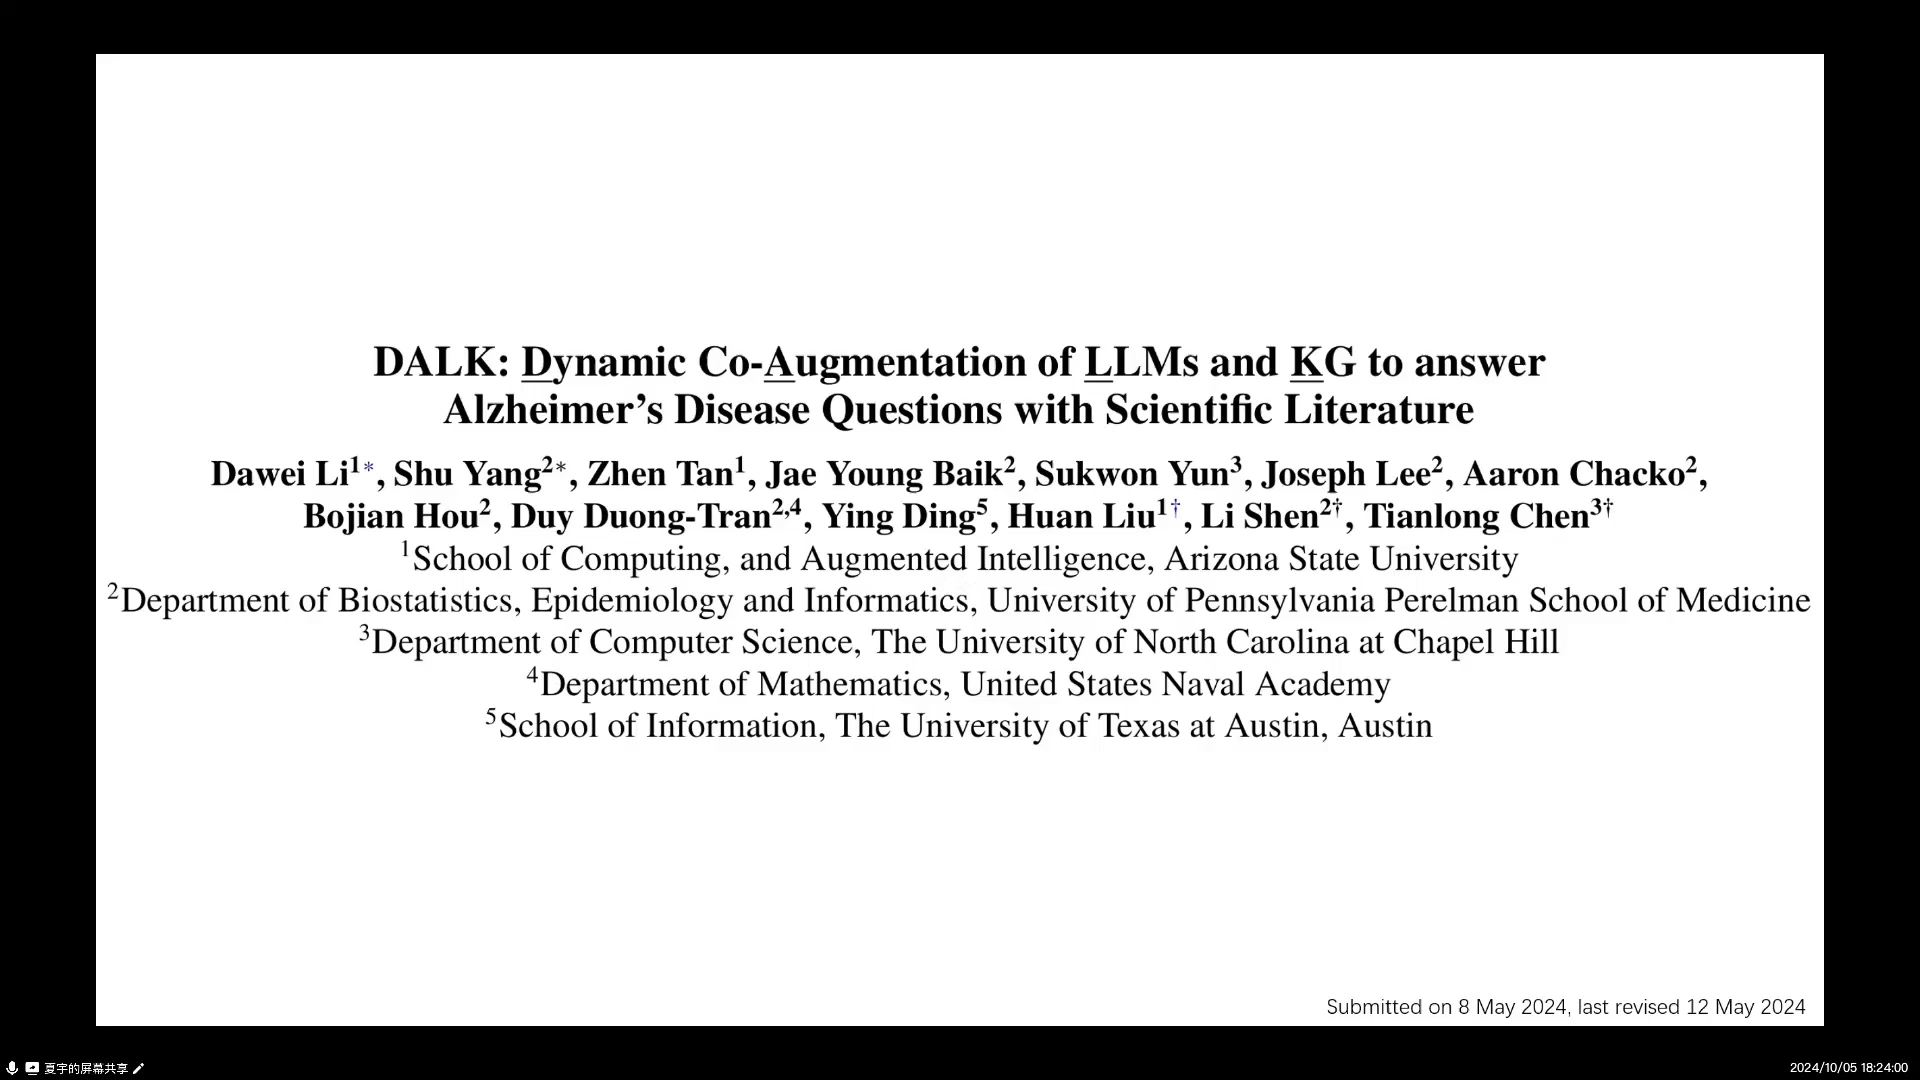 DALK: Dynamic Co-Augmentation of LLMs and KG to answer
Alzheimer's Disease Questions with Scientific Literature
Dawei Li1*, Shu Yang2*, Zhen Tan1, Jae Young Baik2, Sukwon Yun3, Joseph Lee2, Aaron Chacko2,
Bojian Hou2, Duy Duong-Tran2,4, Ying Ding5, Huan Liu1†, Li Shen2†, Tianlong Chen3†
1School of Computing, and Augmented Intelligence, Arizona State University
2Department of Biostatistics, Epidemiology and Informatics, University of Pennsylvania Perelman School of Medicine
3Department of Computer Science, The University of North Carolina at Chapel Hill
4Department of Mathematics, United States Naval Academy
5School of Information, The University of Texas at Austin, Austin
Submitted on 8 May 2024, last revised 12 May 2024
夏宇的屏幕共享
2024/10/05 18:24:00